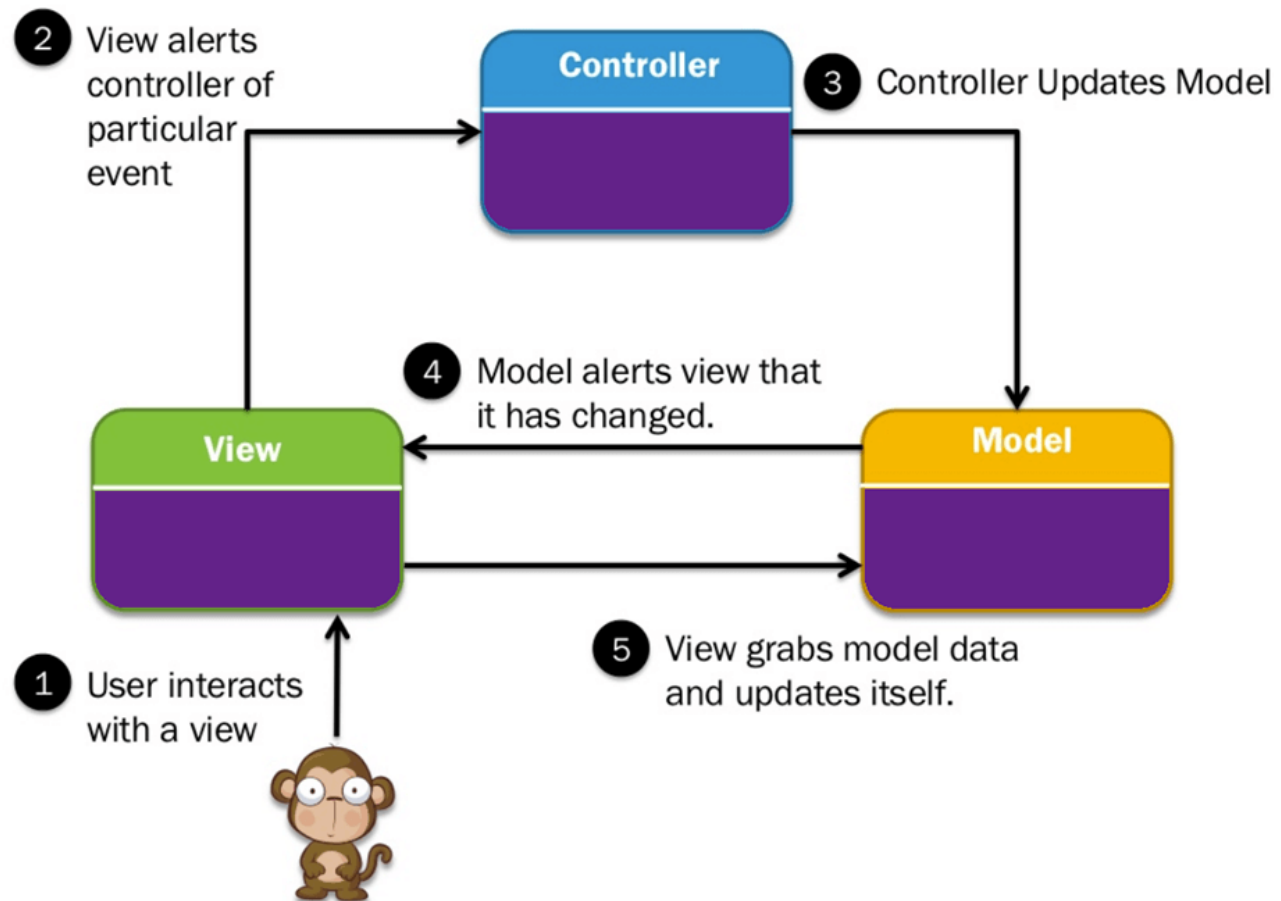 2 View alerts
controller of
particular
event
Controller
3 Controller Updates Model
4 Model alerts view that
it has changed.
View
Model
5 View grabs model data
and updates itself.
1 User interacts
with a view